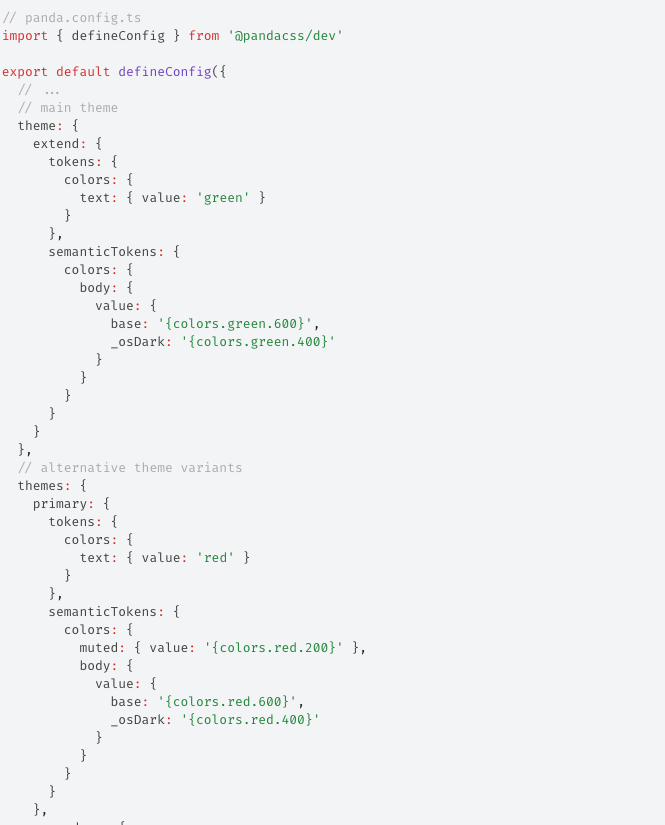 // panda.config.ts
import { defineConfig } from '@pandacss/dev'

export default defineConfig({
  // ...
  // main theme
  theme: {
    extend: {
      tokens: {
        colors: {
          text: { value: 'green' }
        }
      },
      semanticTokens: {
        colors: {
          body: {
            value: {
              base: '{colors.green.600}',
              _osDark: '{colors.green.400}'
            }
          }
        }
      }
    }
  },
  // alternative theme variants
  themes: {
    primary: {
      tokens: {
        colors: {
          text: { value: 'red' }
        }
      },
      semanticTokens: {
        colors: {
          muted: { value: '{colors.red.200}' },
          body: {
            value: {
              base: '{colors.red.600}',
              _osDark: '{colors.red.400}'
            }
          }
        }
      }
    },